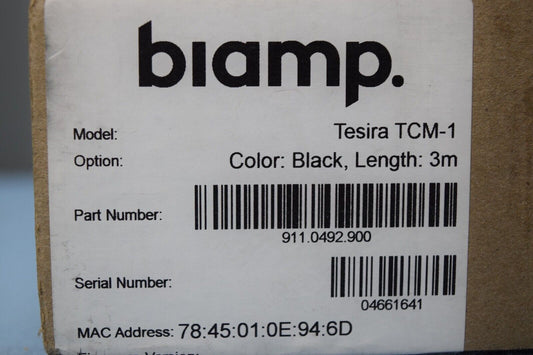 biamp.
Model: Tesira TCM-1
Option: Color: Black, Length: 3m
Part Number:
911.0492.900
Serial Number:
04661641
MAC Address: 78:45:01:0E:94:6D